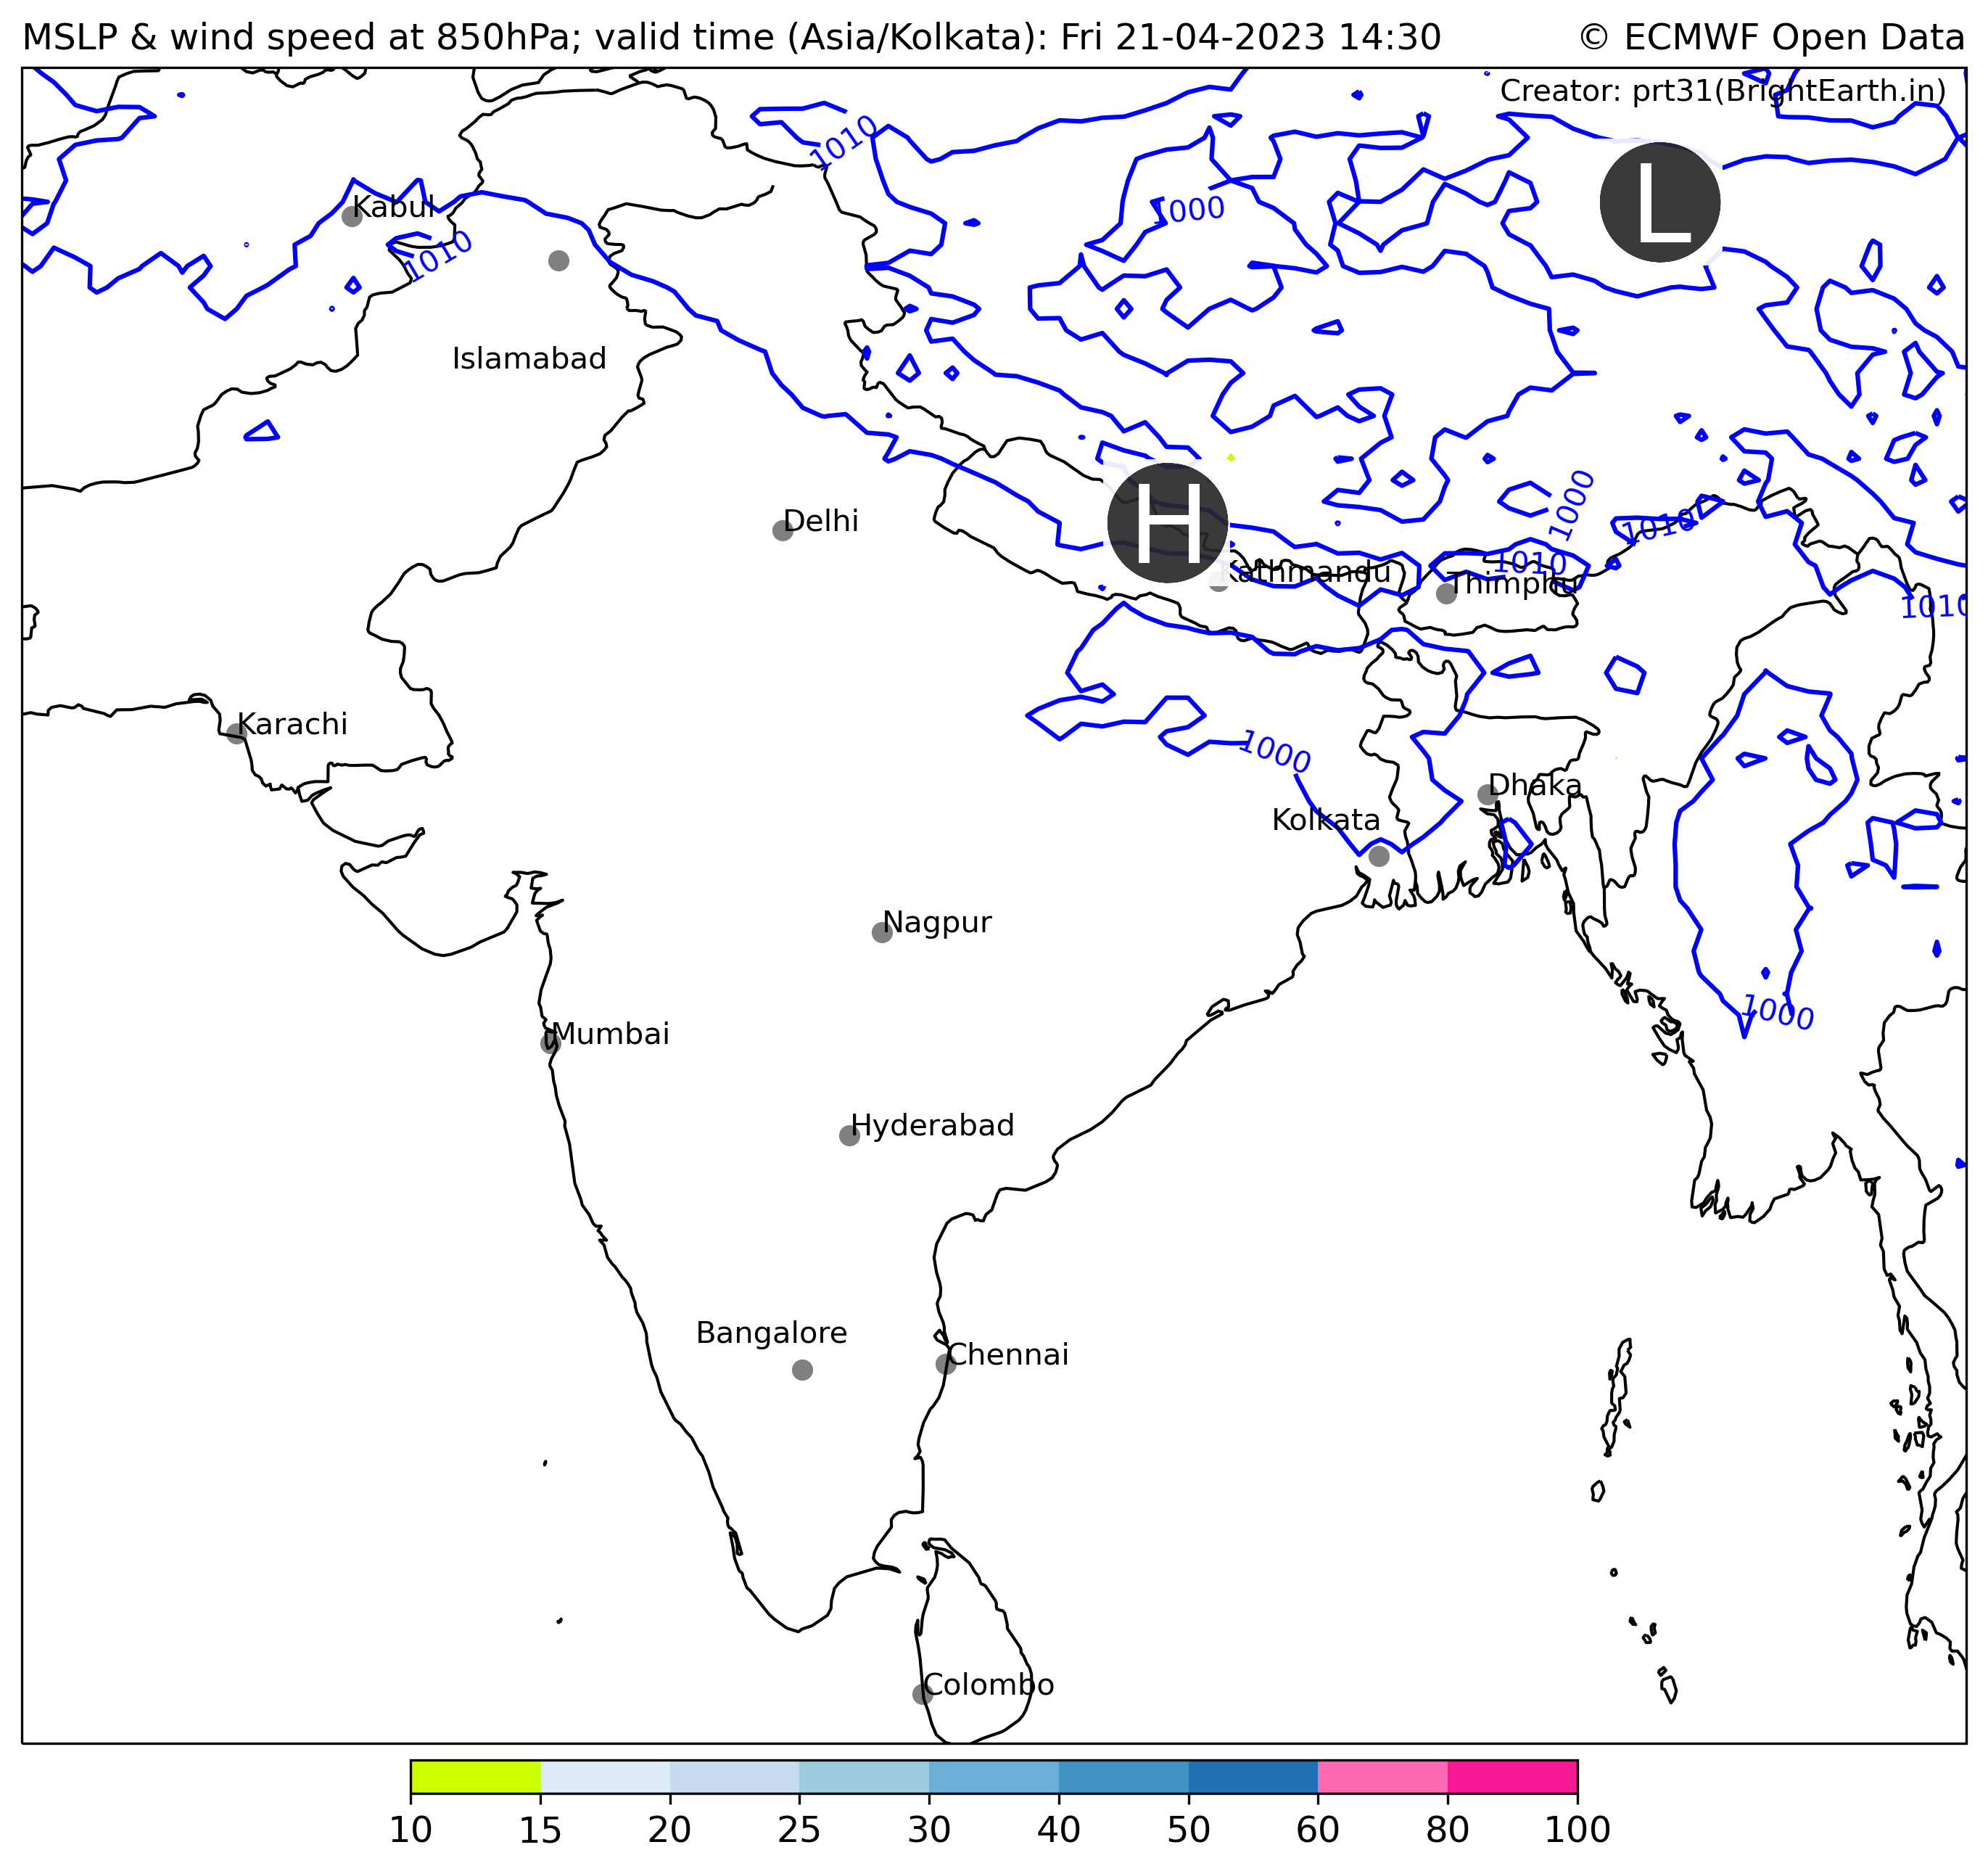 MSLP & wind speed at 850hPa; valid time (Asia/Kolkata): Fri 21-04-2023 14:30
© ECMWF Open Data
Creator: prt31(BrightEarth.in)
1010
L
1000
Kabul
1010
Islamabad
1000
Delhi
H
1010
1010
Kathmandu
Thimphu
1010
Karachi
1000
Dhaka
Kolkata
Nagpur
1000
Mumbai
Hyderabad
Bangalore
Chennai
Colombo
10 15 20 25 30 40 50 60 80 100